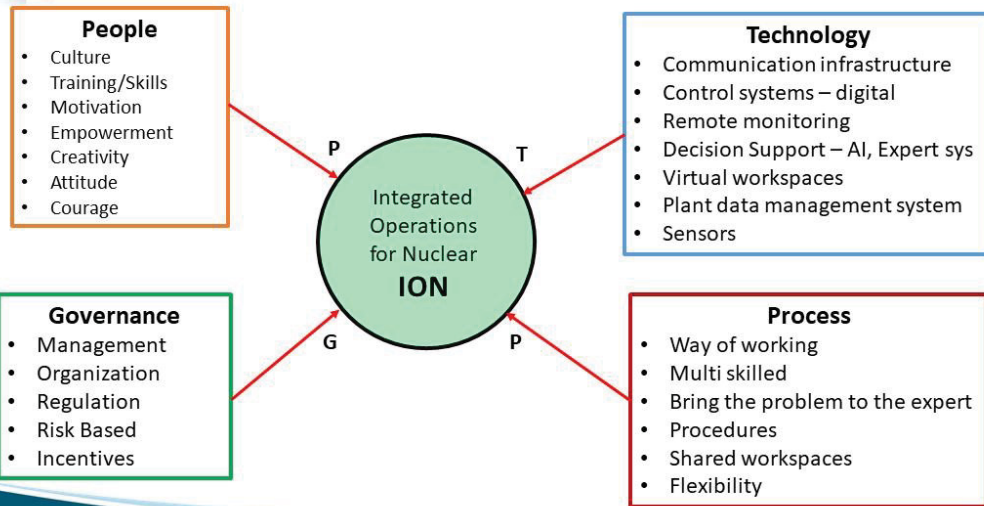 People
• Culture
• Training/Skills
• Motivation
• Empowerment
• Creativity
• Attitude
• Courage
Technology
• Communication infrastructure
• Control systems – digital
• Remote monitoring
• Decision Support – AI, Expert sys
• Virtual workspaces
• Plant data management system
• Sensors
P
T
Integrated
Operations
for Nuclear
ION
G
P
Governance
• Management
• Organization
• Regulation
• Risk Based
• Incentives
Process
• Way of working
• Multi skilled
• Bring the problem to the expert
• Procedures
• Shared workspaces
• Flexibility